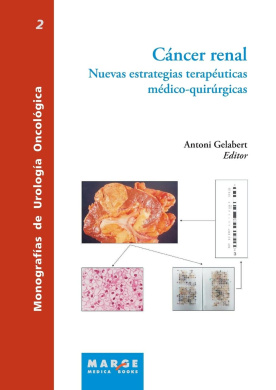 2
Monografías de Urología Oncológica
Cáncer renal
Nuevas estrategias terapéuticas
médico-quirúrgicas
Antoni Gelabert
Editor
MARGE
MEDICA BOOKS